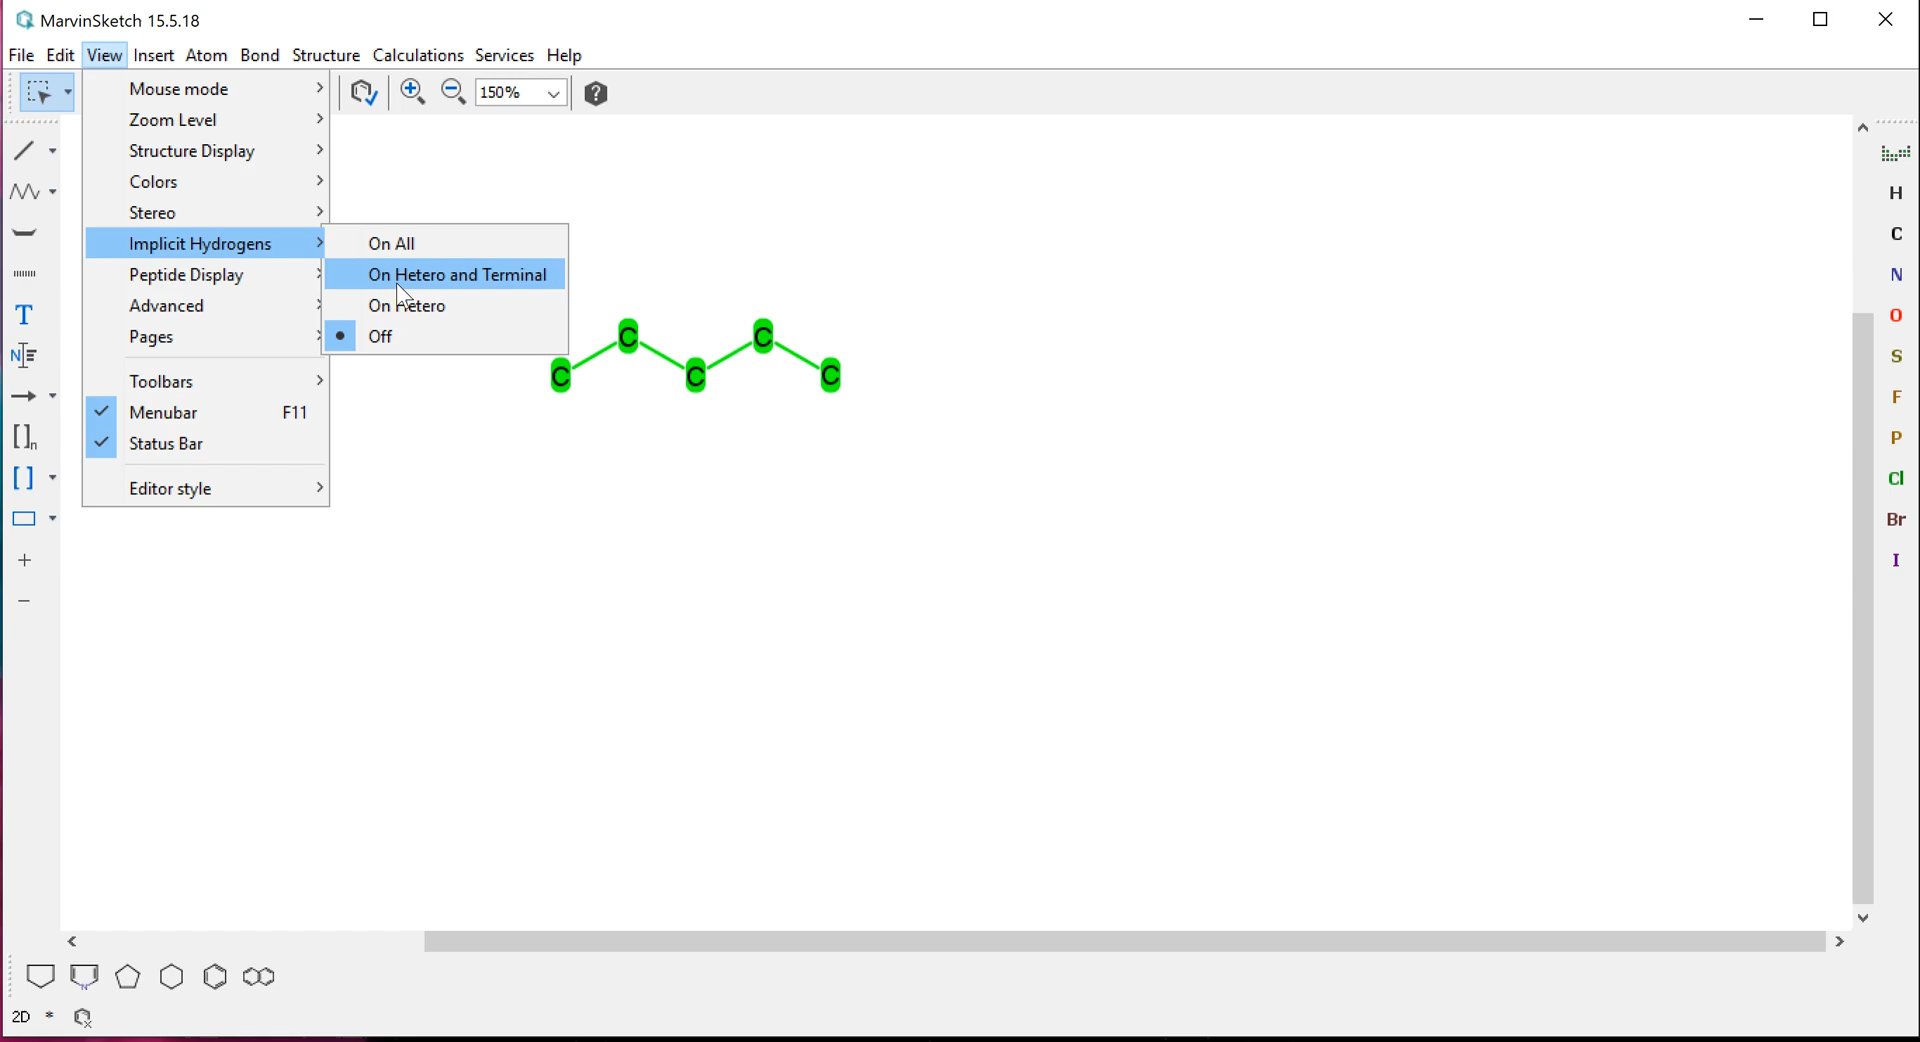 MarvinSketch 15.5.18
File Edit View Insert Atom Bond Structure Calculations Services Help
150%
Mouse mode
Zoom Level
Structure Display
Colors
Stereo
Implicit Hydrogens
Peptide Display
Advanced
Pages
Toolbars
Menubar F11
Status Bar
Editor style
On All
On Hetero and Terminal
On Hetero
Off
C C C C C
T
N
[]n
[]
H
C
N
O
S
F
P
Cl
Br
I
N
2D *